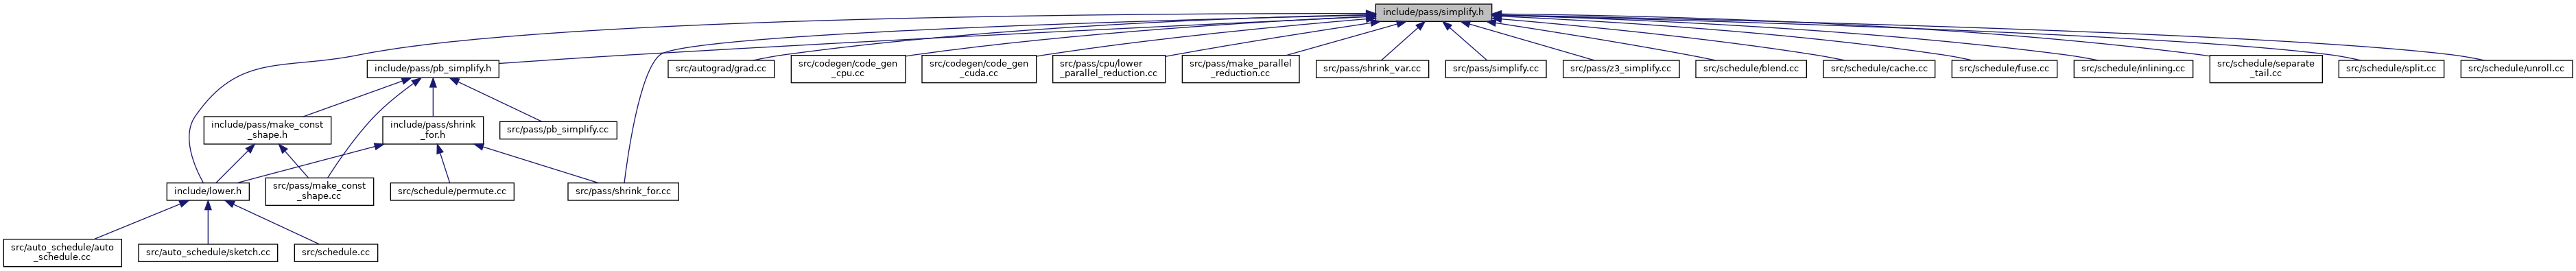 include/pass/simplify.h
include/pass/pb_simplify.h
src/autograd/grad.cc
src/codegen/code_gen
_cpu.cc
src/codegen/code_gen
_cuda.cc
src/pass/cpu/lower
_parallel_reduction.cc
src/pass/make_parallel
_reduction.cc
src/pass/shrink_var.cc
src/pass/simplify.cc
src/pass/z3_simplify.cc
src/schedule/blend.cc
src/schedule/cache.cc
src/schedule/fuse.cc
src/schedule/inlining.cc
src/schedule/separate
_tail.cc
src/schedule/split.cc
src/schedule/unroll.cc
include/pass/make_const
_shape.h
include/pass/shrink
_for.h
src/pass/pb_simplify.cc
include/lower.h
src/pass/make_const
_shape.cc
src/schedule/permute.cc
src/pass/shrink_for.cc
src/auto_schedule/auto
_schedule.cc
src/auto_schedule/sketch.cc
src/schedule.cc